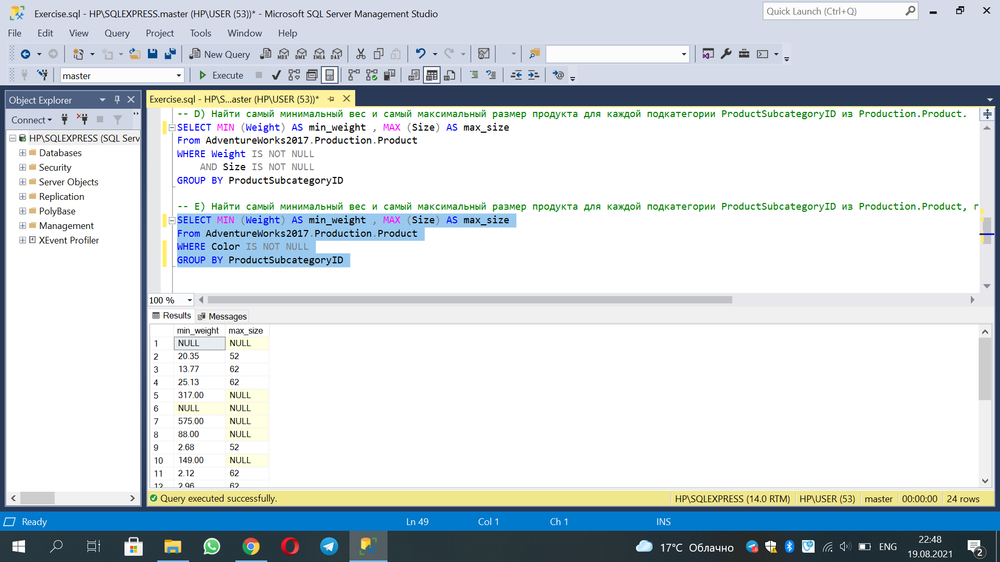 Exercise.sql - HP\SQLEXPRESS.master (HP\USER (53))* - Microsoft SQL Server Management Studio
Quick Launch (Ctrl+Q)
File Edit View Query Project Tools Window Help
New Query MDX DMX XMLA DAX
master Execute
Object Explorer
Connect
HP\SQLEXPRESS (SQL Serv
Databases
Security
Server Objects
Replication
PolyBase
Management
XEvent Profiler
Exercise.sql - HP\S...aster (HP\USER (53))*
-- D) Найти самый минимальный вес и самый максимальный размер продукта для каждой подкатегории ProductSubcategoryID из Production.Product.
SELECT MIN (Weight) AS min_weight , MAX (Size) AS max_size
From AdventureWorks2017.Production.Product
WHERE Weight IS NOT NULL
AND Size IS NOT NULL
GROUP BY ProductSubcategoryID
-- E) Найти самый минимальный вес и самый максимальный размер продукта для каждой подкатегории ProductSubcategoryID из Production.Product, г
SELECT MIN (Weight) AS min_weight , MAX (Size) AS max_size
From AdventureWorks2017.Production.Product
WHERE Color IS NOT NULL
GROUP BY ProductSubcategoryID
100 %
Results Messages
min_weight max_size
1 NULL NULL
2 20.35 52
3 13.77 62
4 25.13 62
5 317.00 NULL
6 NULL NULL
7 575.00 NULL
8 88.00 NULL
9 2.68 52
10 149.00 NULL
11 2.12 62
12 2.96 62
Query executed successfully. HP\SQLEXPRESS (14.0 RTM) HP\USER (53) master 00:00:00 24 rows
Ready Ln 49 Col 1 Ch 1 INS
17°C Облачно ENG 22:48
19.08.2021
2